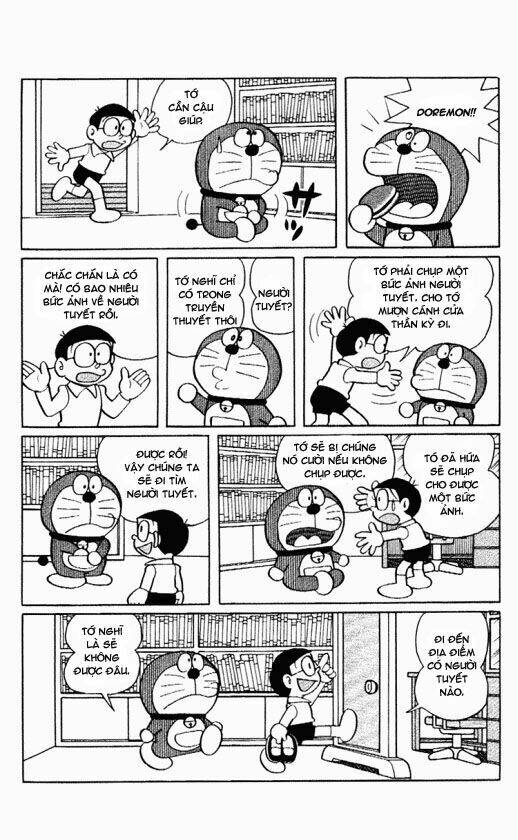 DOREMON!!
TỚ
CẦN CẬU
GIÚP.
サッ
TỚ PHẢI CHỤP MỘT
BỨC ẢNH NGƯỜI
TUYẾT. CHO TỚ
MƯỢN CÁNH CỬA
THẦN KỲ ĐI.
NGƯỜI
TUYẾT?
TỚ NGHĨ CHỈ
CÓ TRONG
TRUYỀN
THUYẾT THÔI
CHẮC CHẮN LÀ CÓ
MÀ! CÓ BAO NHIÊU
BỨC ẢNH VỀ NGƯỜI
TUYẾT RỒI.
TỚ ĐÃ HỨA
SẼ CHỤP
CHO ĐƯỢC
MỘT BỨC
ẢNH.
TỚ SẼ BỊ CHÚNG
NÓ CƯỜI NẾU KHÔNG
CHỤP ĐƯỢC.
ĐƯỢC RỒI!
VẬY CHÚNG TA
SẼ ĐI TÌM
NGƯỜI TUYẾT.
ĐI ĐẾN
ĐỊA ĐIỂM
CÓ NGƯỜI
TUYẾT
NÀO.
TỚ NGHĨ
LÀ SẼ
KHÔNG
ĐƯỢC ĐÂU.